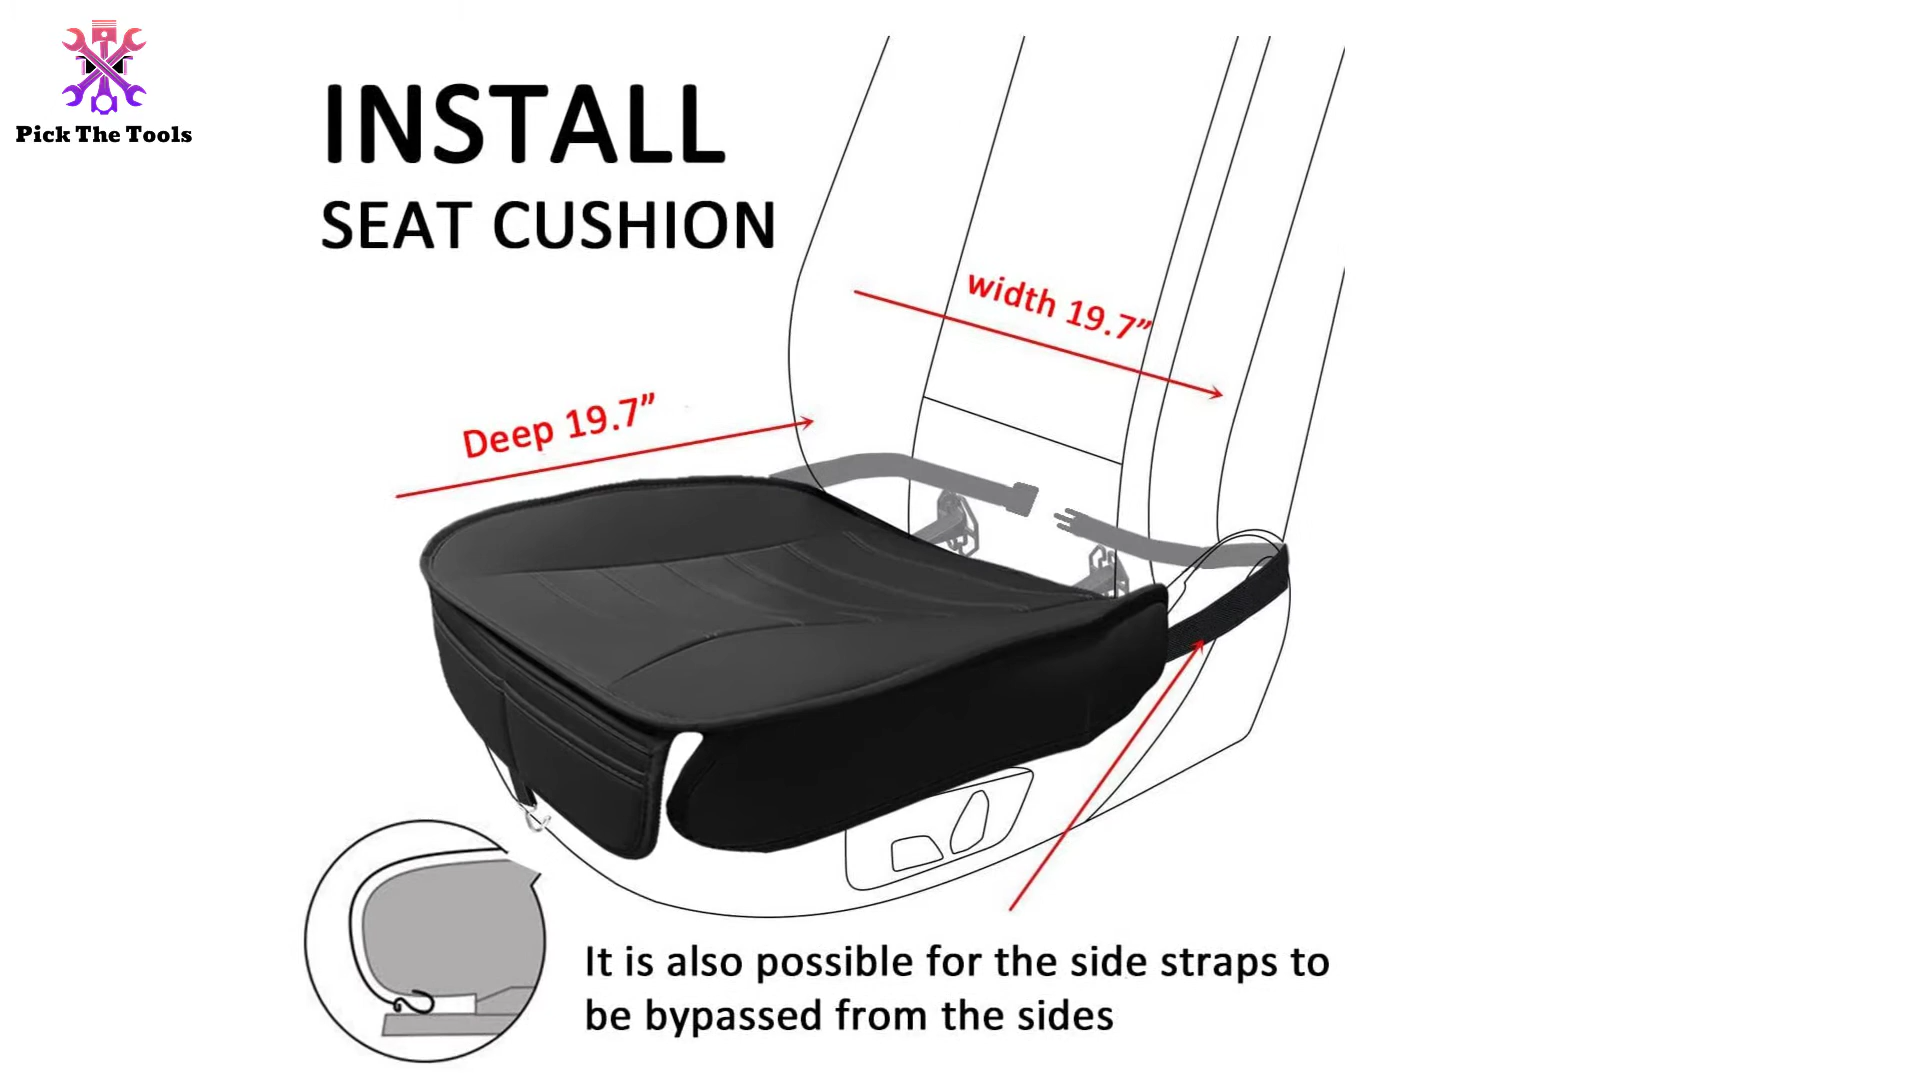 Pick The Tools
INSTALL
SEAT CUSHION
width 19.7”
Deep 19.7”
It is also possible for the side straps to
be bypassed from the sides